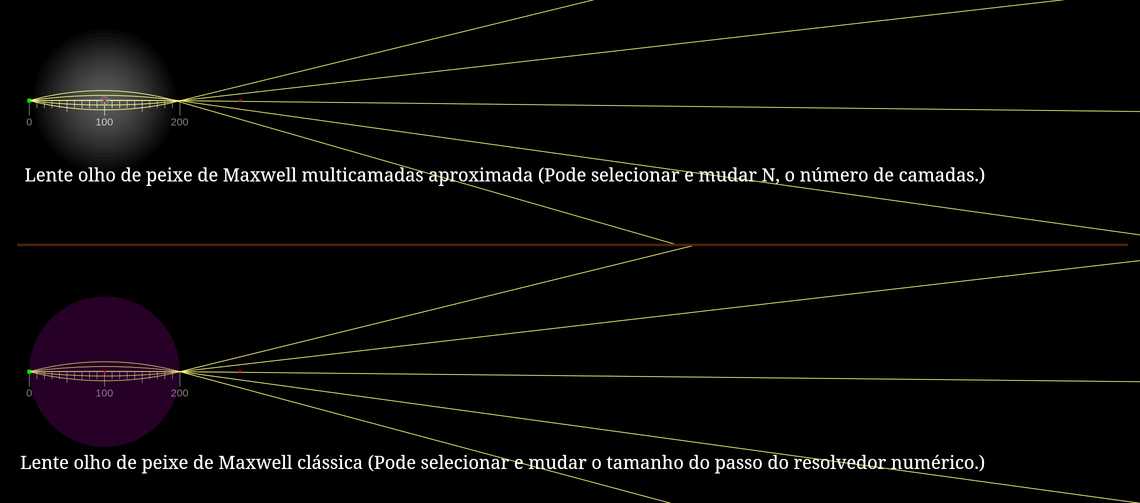 0 100 200
Lente olho de peixe de Maxwell multicamadas aproximada (Pode selecionar e mudar N, o número de camadas.)
0 100 200
Lente olho de peixe de Maxwell clássica (Pode selecionar e mudar o tamanho do passo do resolvedor numérico.)